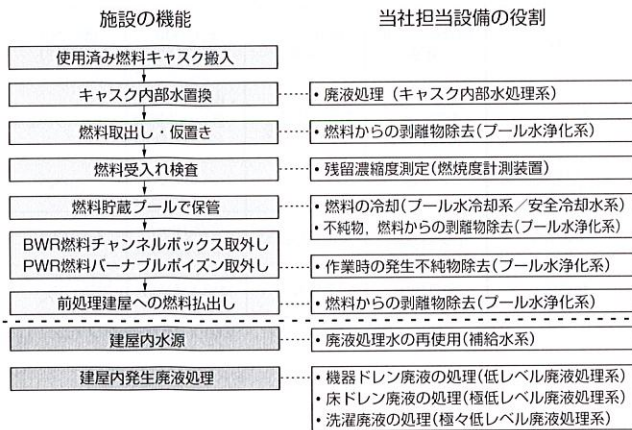 施設の機能
当社担当設備の役割
使用済み燃料キャスク搬入
キャスク内部水置換
・廃液処理（キャスク内部水処理系）
燃料取出し・仮置き
・燃料からの剥離物除去(プール水浄化系)
燃料受入れ検査
・残留濃縮度測定(燃焼度計測装置)
燃料貯蔵プールで保管
・燃料の冷却(プール水冷却系／安全冷却水系)
・不純物，燃料からの剥離物除去(プール水浄化系)
BWR燃料チャンネルボックス取外し
PWR燃料バーナブルポイズン取外し
・作業時の発生不純物除去(プール水浄化系)
前処理建屋への燃料払出し
・燃料からの剥離物除去(プール水浄化系)
建屋内水源
・廃液処理水の再使用(補給水系)
建屋内発生廃液処理
・機器ドレン廃液の処理(低レベル廃液処理系)
・床ドレン廃液の処理(極低レベル廃液処理系)
・洗濯廃液の処理(極々低レベル廃液処理系)